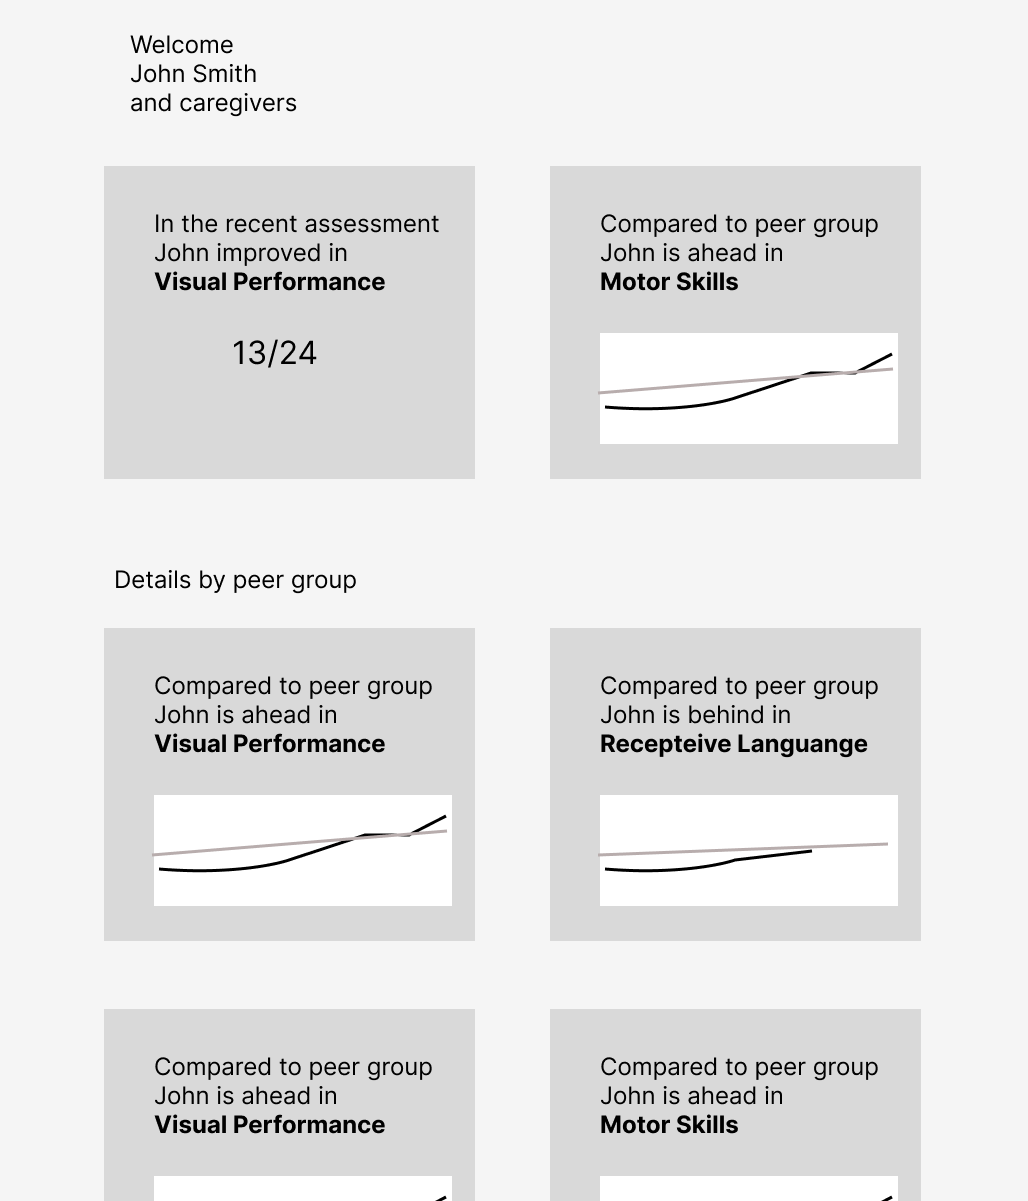 Welcome
John Smith
and caregivers
In the recent assessment
John improved in
Visual Performance
13/24
Compared to peer group
John is ahead in
Motor Skills
Details by peer group
Compared to peer group
John is ahead in
Visual Performance
Compared to peer group
John is behind in
Recepteive Languange
Compared to peer group
John is ahead in
Visual Performance
Compared to peer group
John is ahead in
Motor Skills